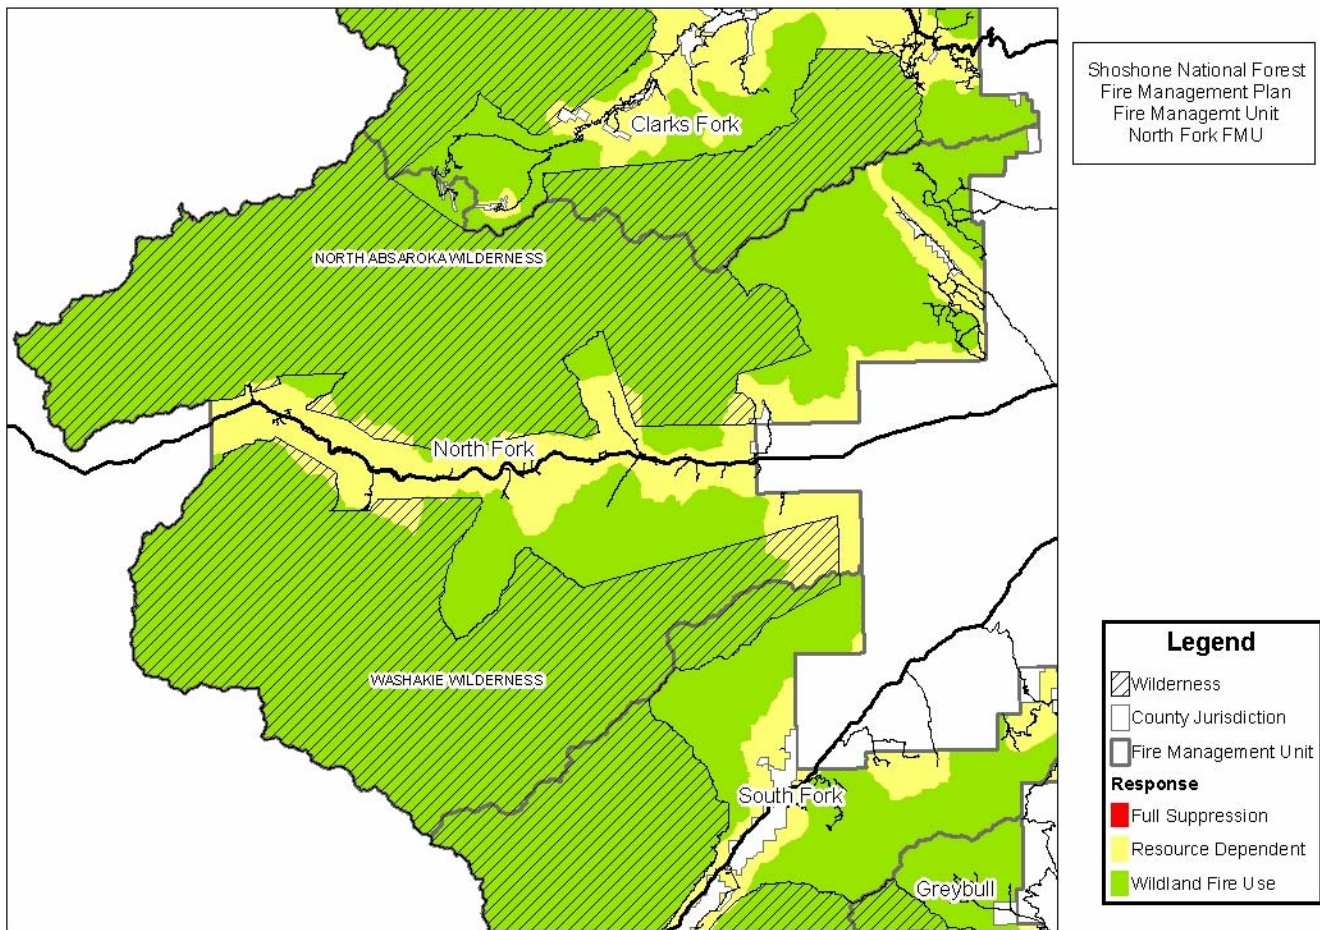 Shoshone National Forest
Fire Management Plan
Fire Managemt Unit
North Fork FMU
Clarks Fork
NORTH ABSAROKA WILDERNESS
North Fork
WASHAKIE WILDERNESS
South Fork
Greybull
Legend
Wilderness
County Jurisdiction
Fire Management Unit
Response
Full Suppression
Resource Dependent
Wildland Fire Use